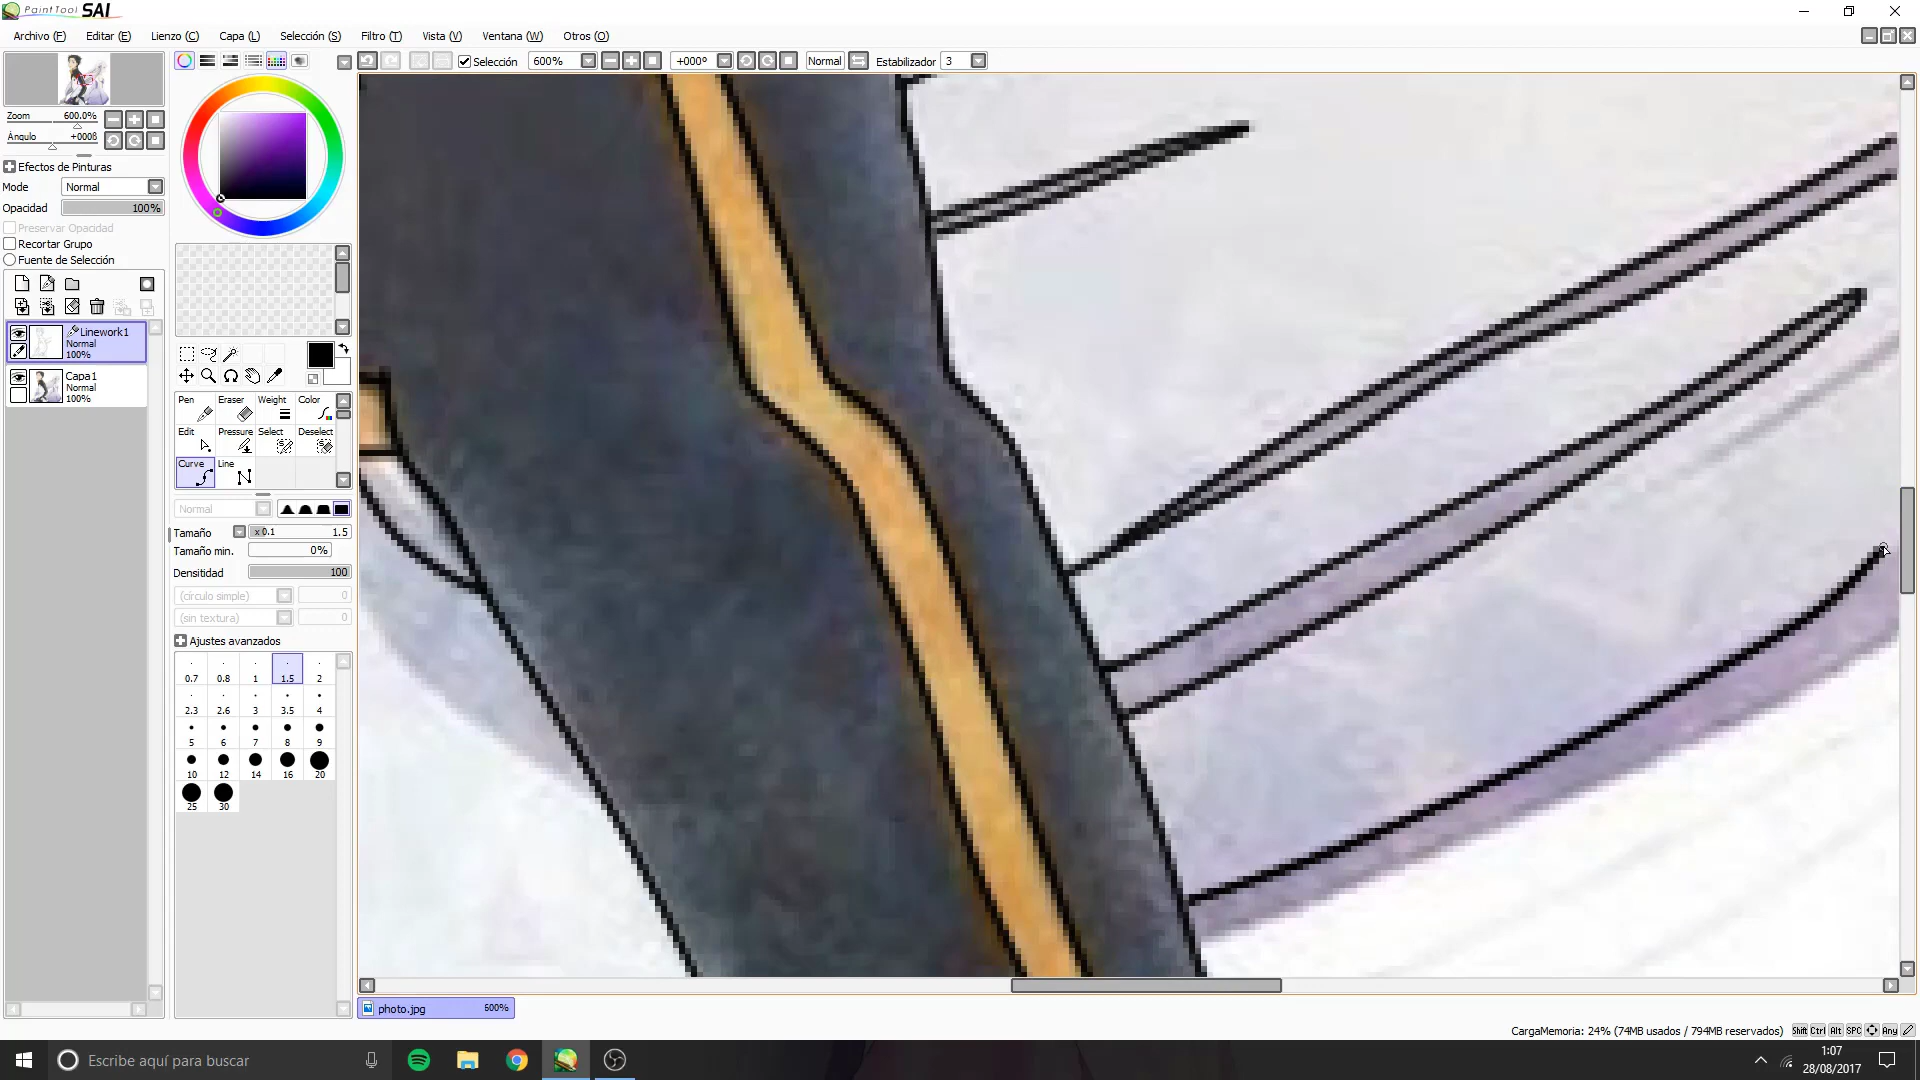 PaintTool SAI
Archivo (F) Editar (E) Lienzo (C) Capa (L) Selección (S) Filtro (T) Vista (V) Ventana (W) Otros (O)
Selección 600% +000º Normal Estabilizador 3
Zoom 600.0%
Ángulo +000ß
Efectos de Pinturas
Mode Normal
Opacidad 100%
Preservar Opacidad
Recortar Grupo
Fuente de Selección
Linework1
Normal
100%
Capa1
Normal
100%
Pen Eraser Weight Color
Edit Pressure Select Deselect
Curve Line
Normal
Tamaño x0.1 1.5
Tamaño min. 0%
Densitidad 100
(círculo simple) 0
(sin textura) 0
Ajustes avanzados
0.7 0.8 1 1.5 2
2.3 2.6 3 3.5 4
5 6 7 8 9
10 12 14 16 20
25 30
photo.jpg 600%
CargaMemoria: 24% (74MB usados / 794MB reservados) Shift Ctrl Alt SPC Any
Escribe aquí para buscar
1:07
28/08/2017